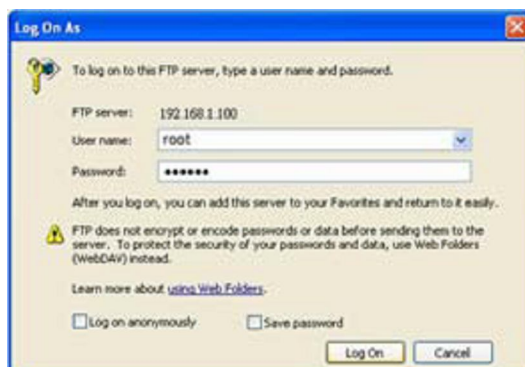 Log On As
To log on to this FTP server, type a user name and password.
FTP server: 192.168.1.100
User name: root
Password: ••••••
After you log on, you can add this server to your Favorites and return to it easily.
FTP does not encrypt or encode passwords or data before sending them to the
server. To protect the security of your passwords and data, use Web Folders
(WebDAV) instead.
Learn more about using Web Folders.
Log on anonymously Save password
Log On Cancel